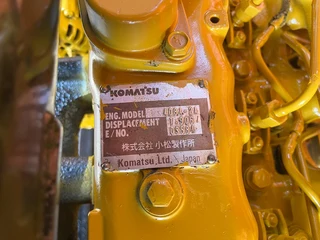 KOMATSU
ENG. MODEL
DISPLACEMENT
E/NO.
株式会社 小松製作所
Komatsu,Ltd. Japan